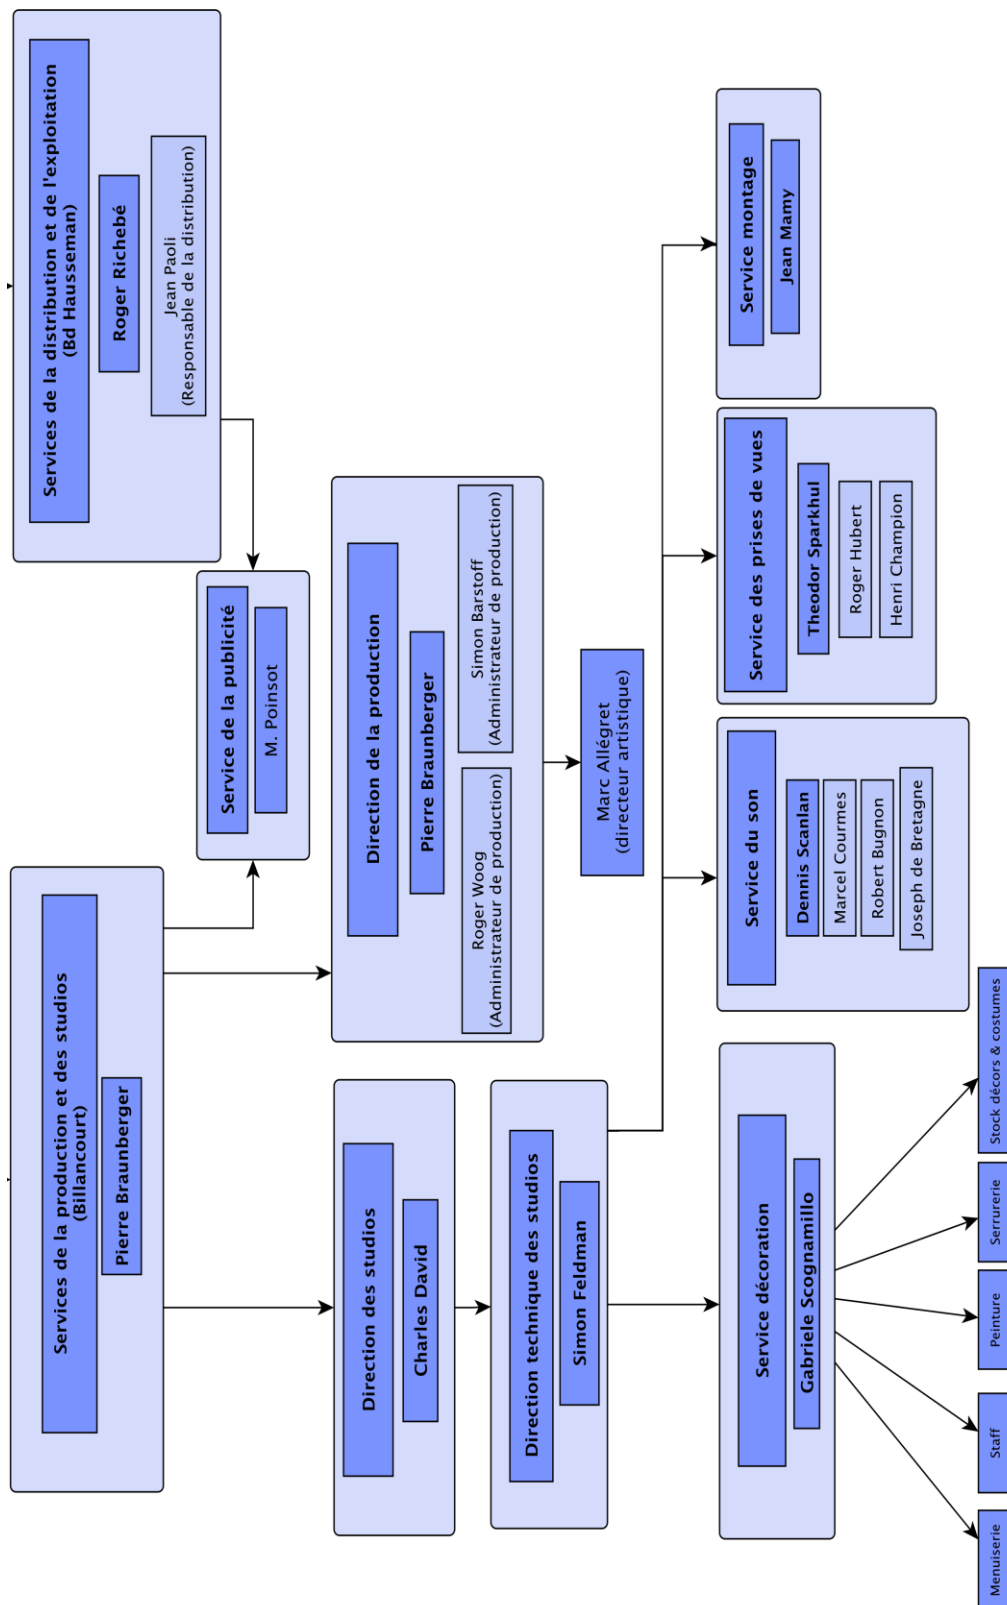 Services de la production et des studios
(Billancourt)
Pierre Braunberger
Services de la distribution et de l'exploitation
(Bd Hausseman)
Roger Richebé
Jean Paoli
(Responsable de la distribution)
Service de la publicité
M. Poinsot
Direction des studios
Charles David
Direction de la production
Pierre Braunberger
Roger Woog
(Administrateur de production)
Simon Barstoff
(Administrateur de production)
Direction technique des studios
Simon Feldman
Marc Allégret
(directeur artistique)
Service décoration
Gabriele Scognamillo
Service du son
Dennis Scanlan
Marcel Courmes
Robert Bugnon
Joseph de Bretagne
Service des prises de vues
Theodor Sparkhul
Roger Hubert
Henri Champion
Service montage
Jean Mamy
Menuiserie
Staff
Peinture
Serrurerie
Stock décors & costumes